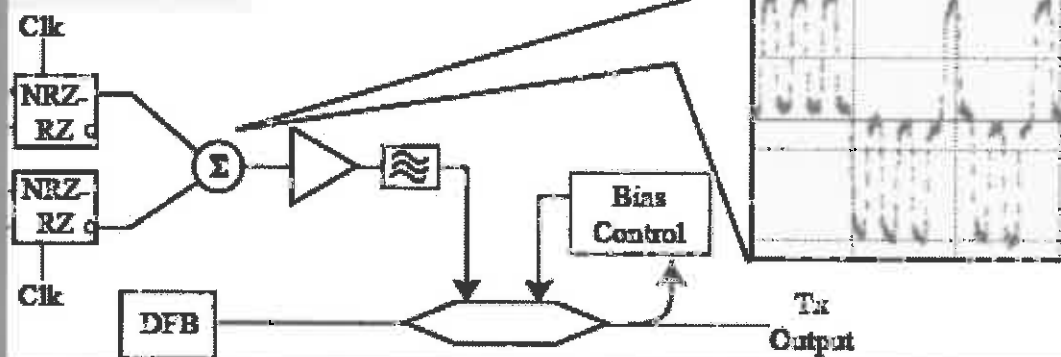 Clk
NRZ-
RZ
Σ
NRZ-
RZ
Clk
Bias
Control
DFB
Tx
Output